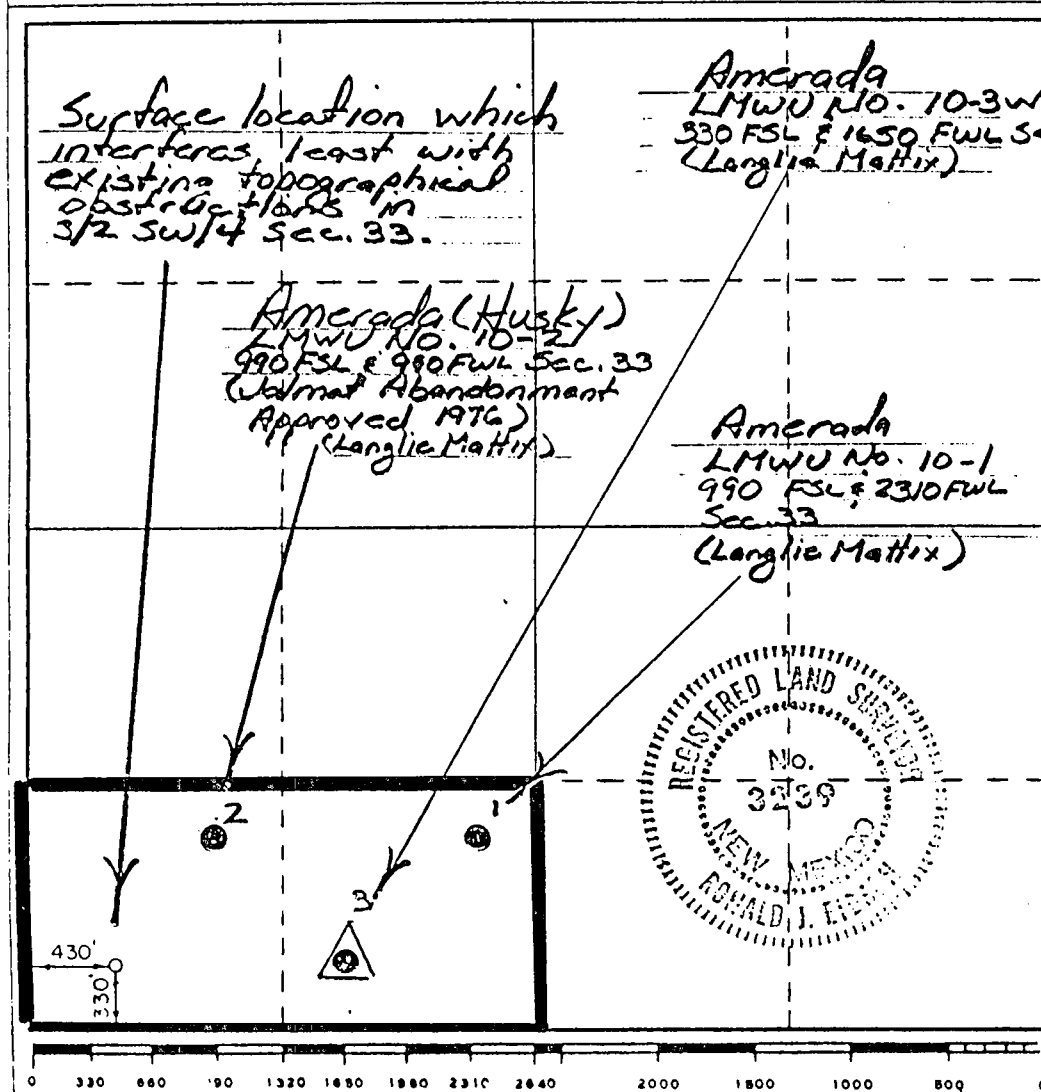 Surface location which
interferes least with
existing topographical
obstructions in
S/2 SW/4 Sec. 33.
Amerada
LMWU No. 10-3W
330 FSL & 1650 FWL
(Langlie Mattix)
Amerada (Husky)
LMWU No. 10-2
990 FSL & 990 FWL Sec. 33
(Jalmat Abandonment
Approved 1976)
(Langlie Mattix)
Amerada
LMWU No. 10-1
990 FSL & 2310 FWL
Sec. 33
(Langlie Mattix)
REGISTERED LAND SURVEYOR
No.
3239
NEW MEXICO
RONALD J.
2
1
3
430'
330'
0 330 660 '90 1320 1650 1980 2310 2640 2000 1500 1000 500